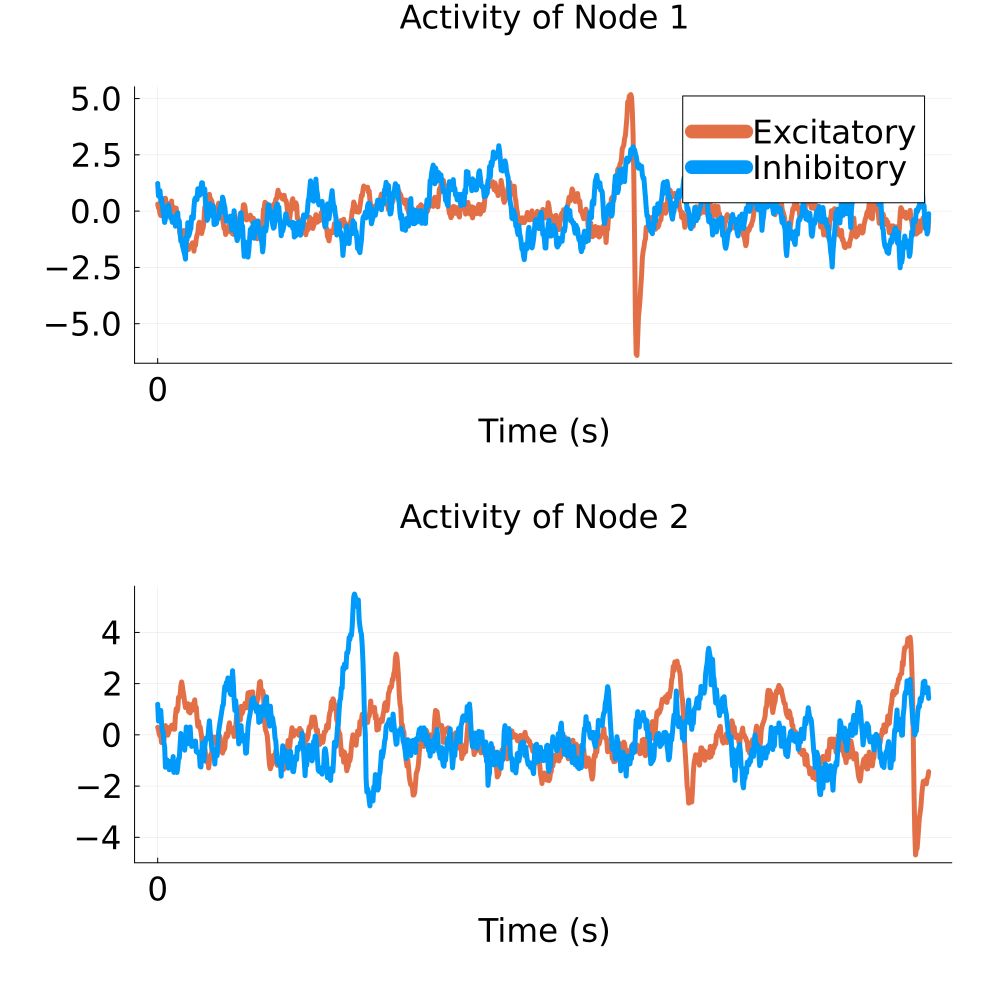 Activity of Node 1
5.0
2.5
0.0
−2.5
−5.0
Excitatory
Inhibitory
0
Time (s)
Activity of Node 2
4
2
0
−2
−4
0
Time (s)